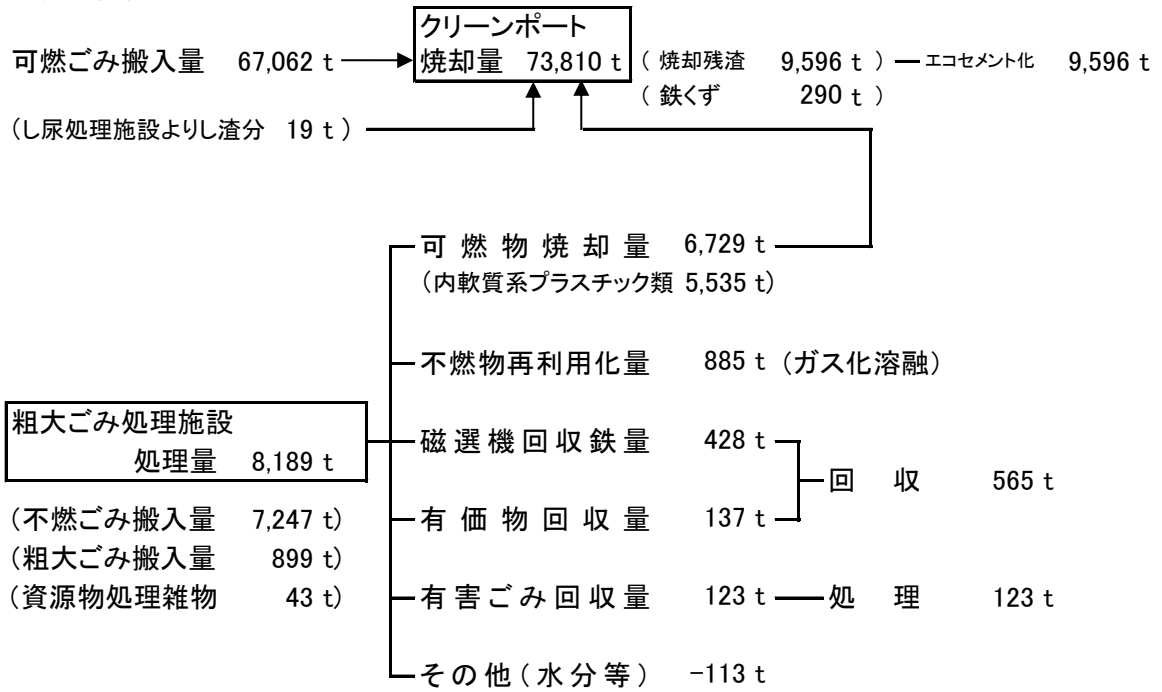 クリーンポート
可燃ごみ搬入量 67,062 t 焼却量 73,810 t ( 焼却残渣 9,596 t ) エコセメント化 9,596 t
( 鉄くず 290 t )
(し尿処理施設よりし渣分 19 t )
可燃物焼却量 6,729 t
(内軟質系プラスチック類 5,535 t)
不燃物再利用化量 885 t (ガス化溶融)
粗大ごみ処理施設
処理量 8,189 t
磁選機回収鉄量 428 t
回収 565 t
(不燃ごみ搬入量 7,247 t)
有価物回収量 137 t
(粗大ごみ搬入量 899 t)
(資源物処理雑物 43 t)
有害ごみ回収量 123 t 処理 123 t
その他(水分等) -113 t